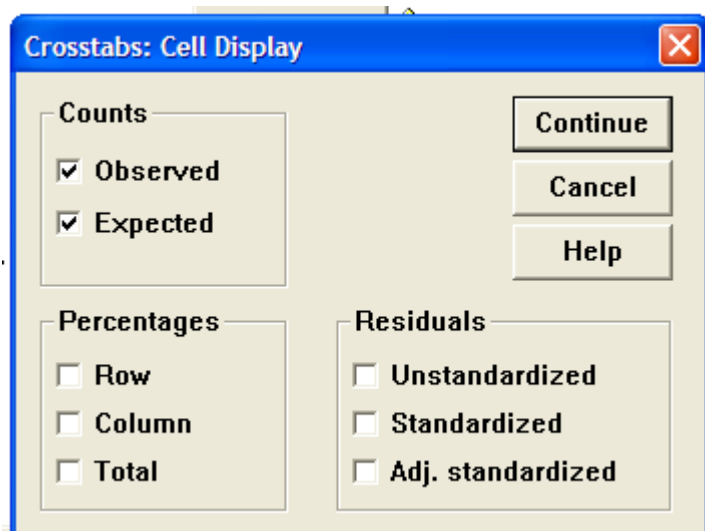 Crosstabs: Cell Display
Counts
Observed
Expected
Continue
Cancel
Help
Percentages
Row
Column
Total
Residuals
Unstandardized
Standardized
Adj. standardized